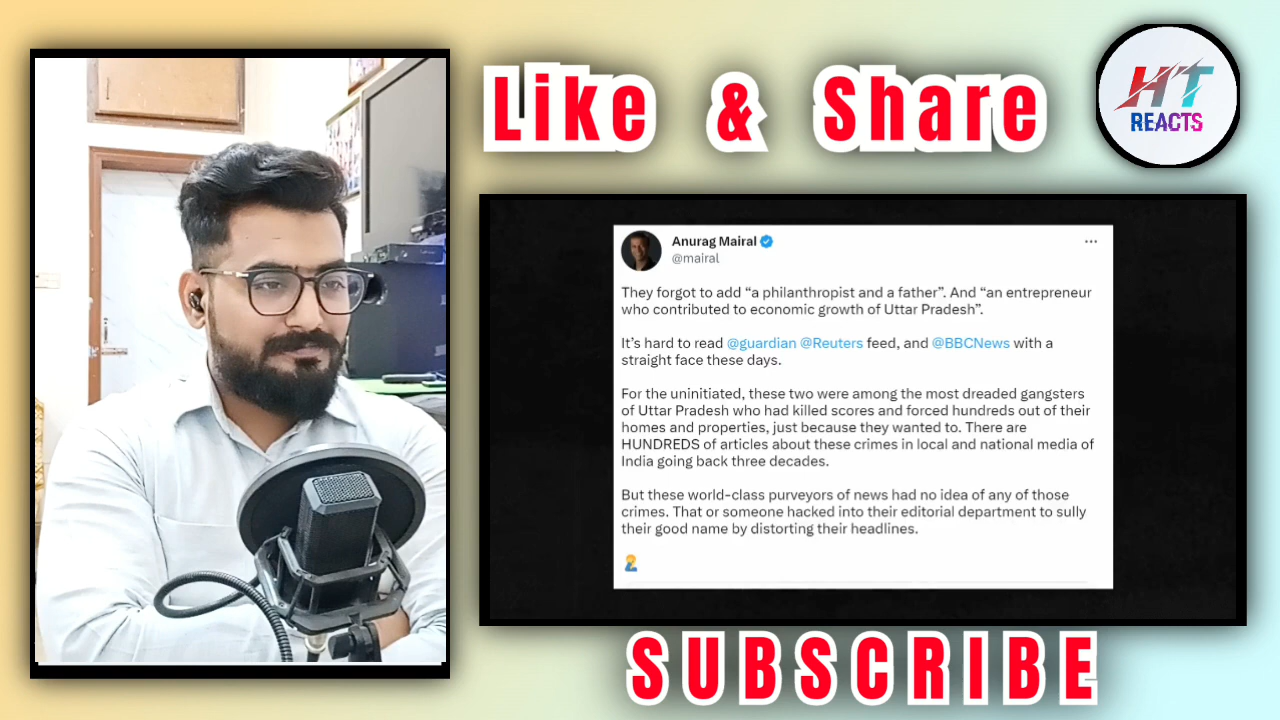 Like & Share
HT
REACTS
Anurag Mairal
@mairal
They forgot to add “a philanthropist and a father”. And “an entrepreneur
who contributed to economic growth of Uttar Pradesh”.
It’s hard to read @guardian @Reuters feed, and @BBCNews with a
straight face these days.
For the uninitiated, these two were among the most dreaded gangsters
of Uttar Pradesh who had killed scores and forced hundreds out of their
homes and properties, just because they wanted to. There are
HUNDREDS of articles about these crimes in local and national media of
India going back three decades.
But these world-class purveyors of news had no idea of any of those
crimes. That or someone hacked into their editorial department to sully
their good name by distorting their headlines.
SUBSCRIBE